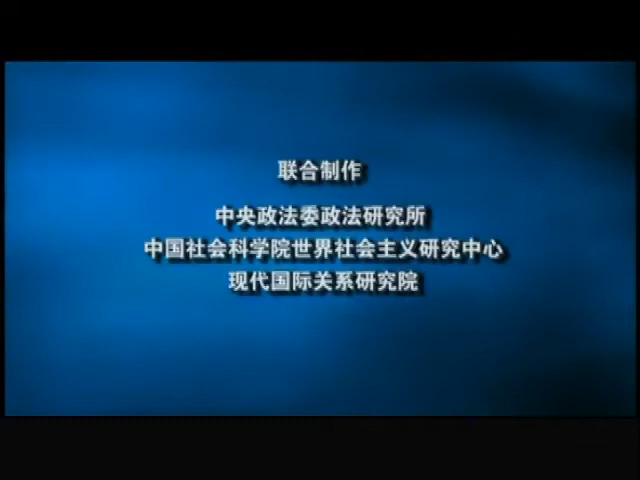 联合制作
中央政法委政法研究所
中国社会科学院世界社会主义研究中心
现代国际关系研究院